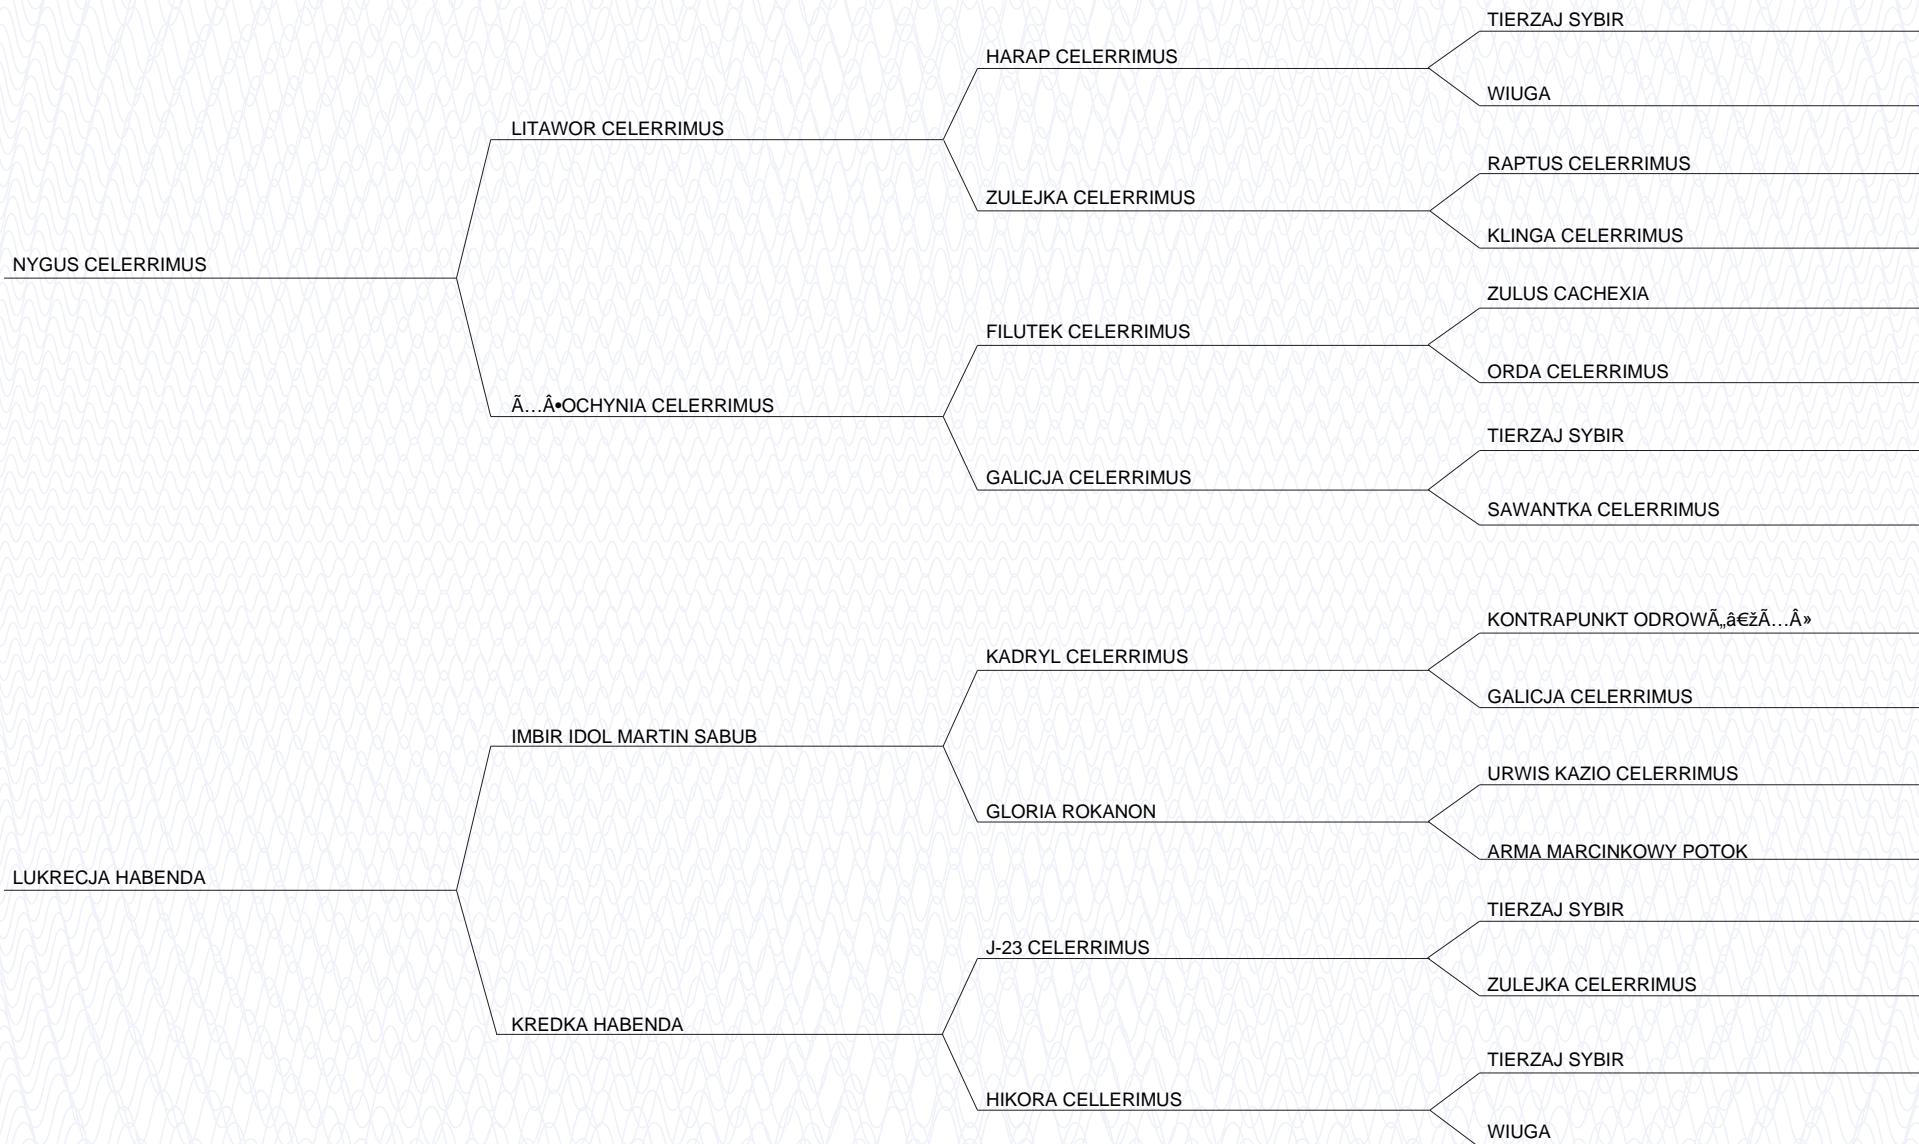 TIERZAJ SYBIR
HARAP CELERRIMUS
WIUGA
LITAWOR CELERRIMUS
RAPTUS CELERRIMUS
ZULEJKA CELERRIMUS
KLINGA CELERRIMUS
NYGUS CELERRIMUS
ZULUS CACHEXIA
FILUTEK CELERRIMUS
ORDA CELERRIMUS
Ã…Â•OCHYNIA CELERRIMUS
TIERZAJ SYBIR
GALICJA CELERRIMUS
SAWANTKA CELERRIMUS
KONTRAPUNKT ODROWÃ„â€žÃ…Â»
KADRYL CELERRIMUS
GALICJA CELERRIMUS
IMBIR IDOL MARTIN SABUB
URWIS KAZIO CELERRIMUS
GLORIA ROKANON
ARMA MARCINKOWY POTOK
LUKRECJA HABENDA
TIERZAJ SYBIR
J-23 CELERRIMUS
ZULEJKA CELERRIMUS
KREDKA HABENDA
TIERZAJ SYBIR
HIKORA CELLERIMUS
WIUGA